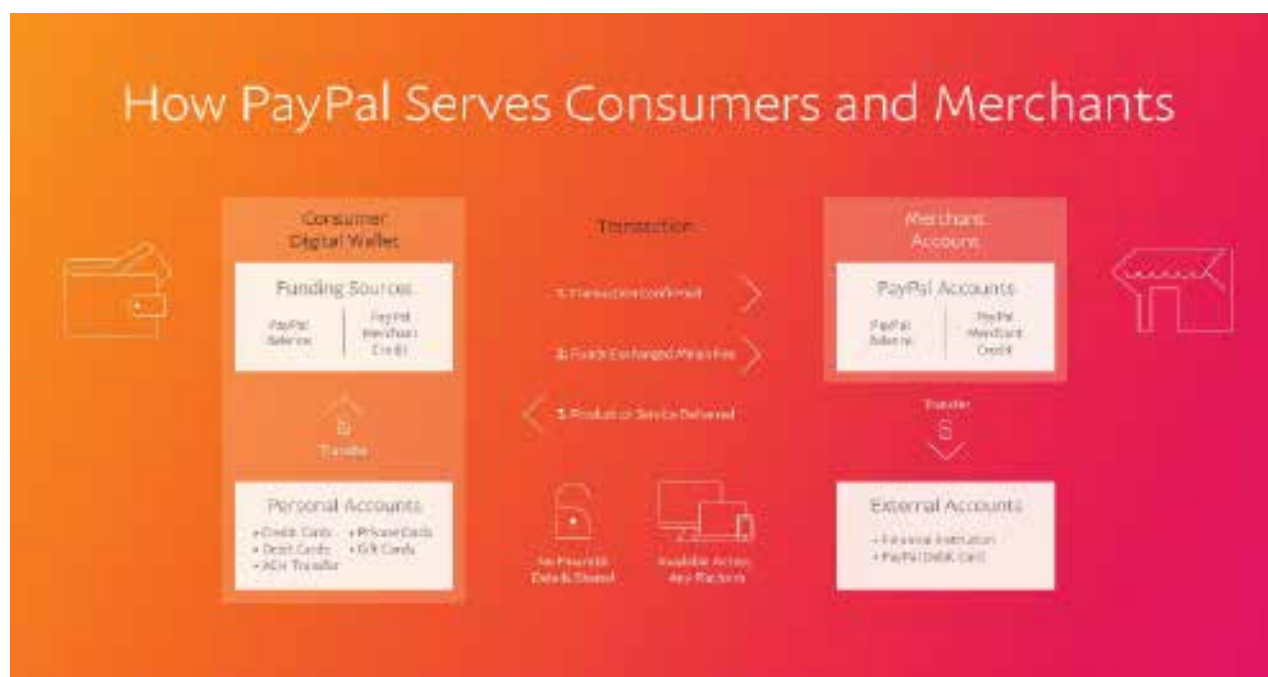 How PayPal Serves Consumers and Merchants
Consumer
Digital Wallet
Funding Sources
PayPal
Balance
PayPal
Merchant
Credit
Transfer
Personal Accounts
• Credit Cards
• Debit Cards
• ACH Transfer
• Private Cards
• Gift Cards
Transaction
1. Transaction Confirmed
2. Funds Exchanged Minus Fee
3. Product or Service Delivered
No Financial
Details Shared
Available Across
Any Platform
Merchant
Account
PayPal Accounts
PayPal
Balance
PayPal
Merchant
Credit
Transfer
External Accounts
• Financial Institution
• PayPal Debit Card